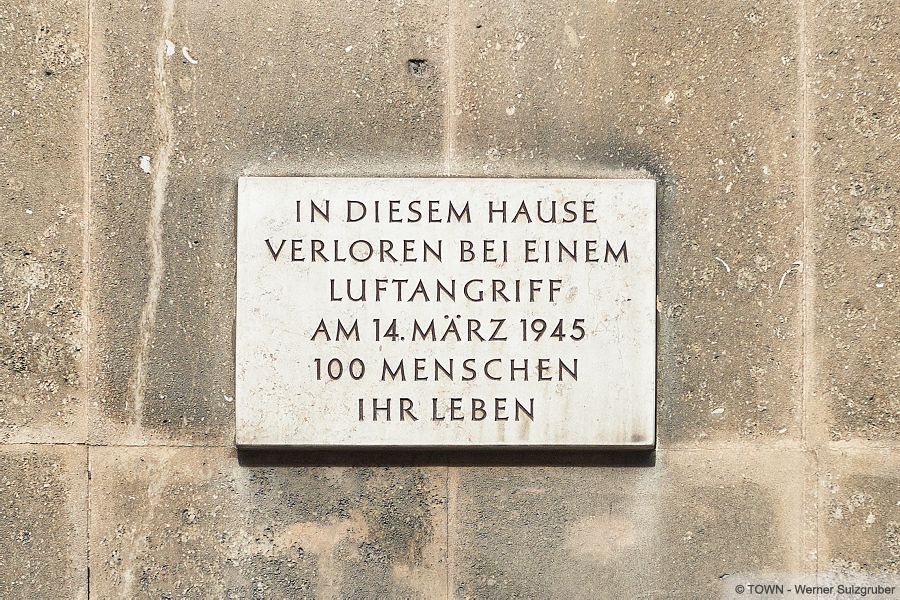 IN DIESEM HAUSE
VERLOREN BEI EINEM
LUFTANGRIFF
AM 14. MÄRZ 1945
100 MENSCHEN
IHR LEBEN
© TOWN - Werner Sulzgruber